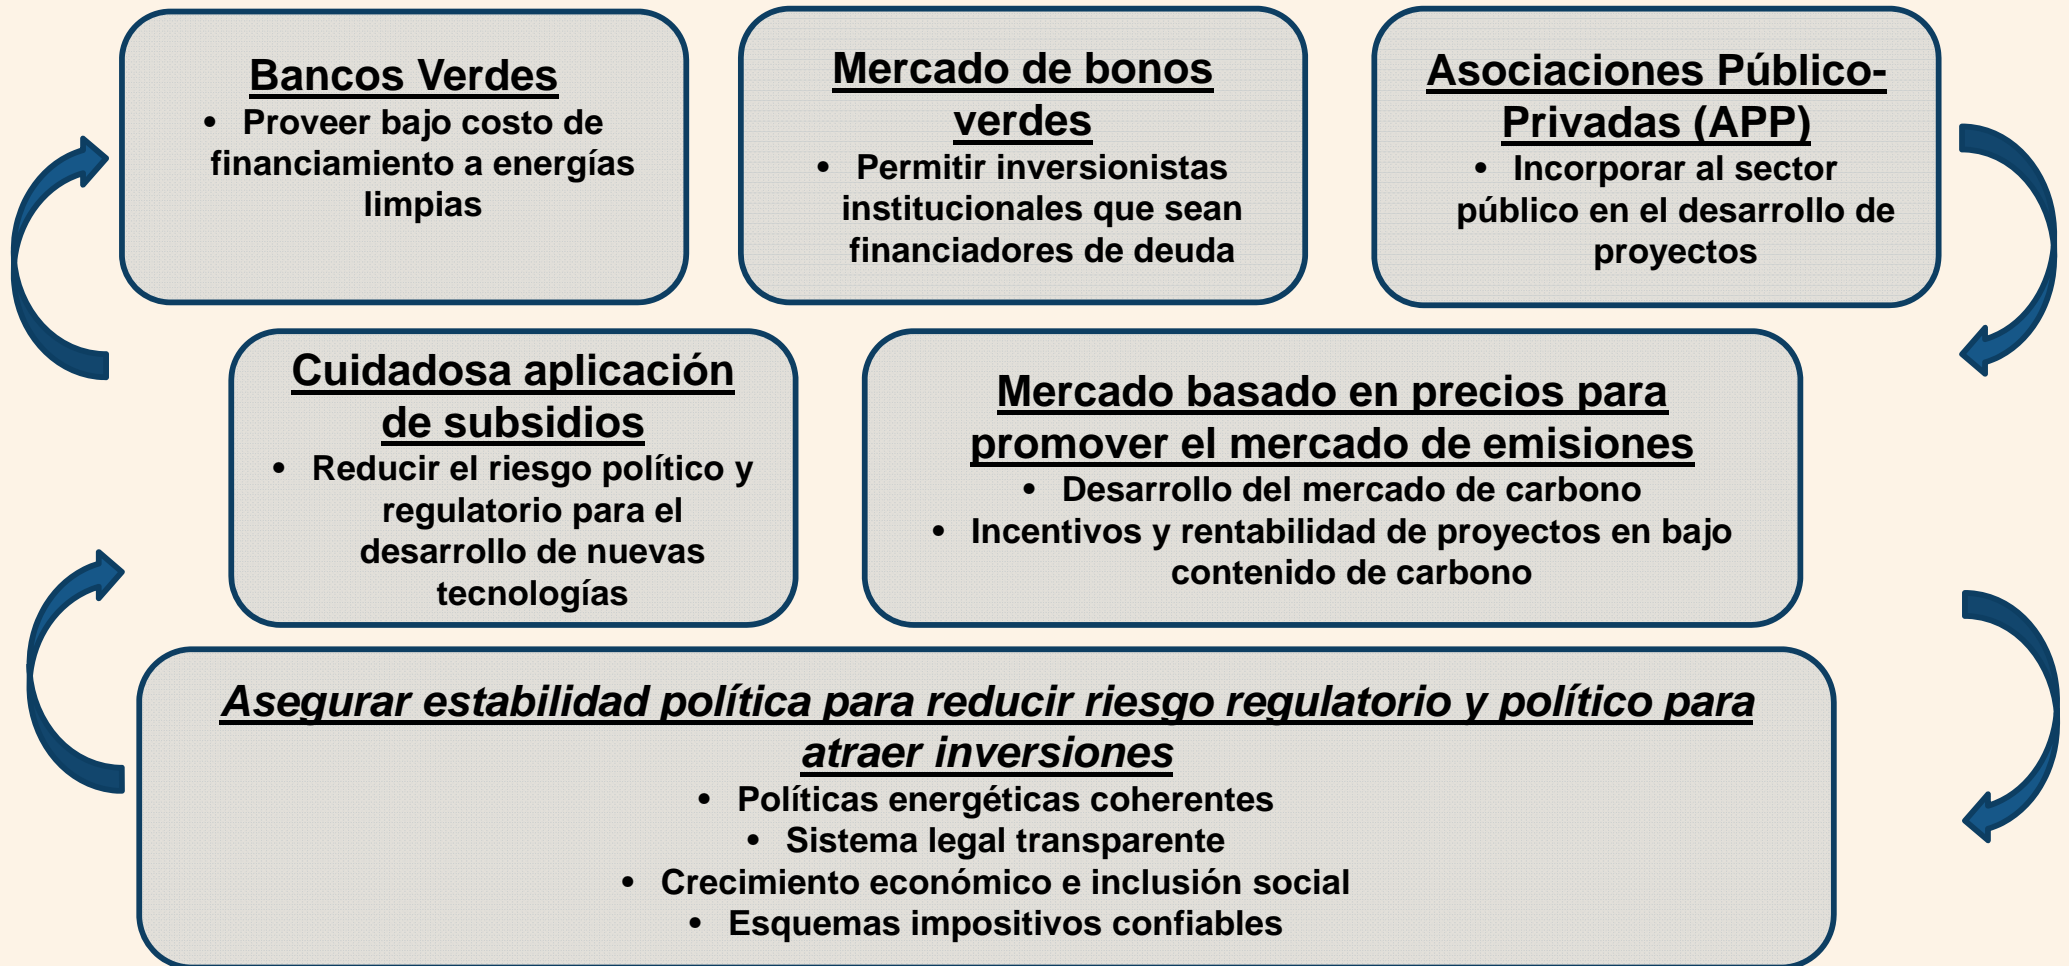 Bancos Verdes
• Proveer bajo costo de
financiamiento a energías
limpias
Mercado de bonos
verdes
• Permitir inversionistas
institucionales que sean
financiadores de deuda
Asociaciones Público-
Privadas (APP)
• Incorporar al sector
público en el desarrollo de
proyectos
Cuidadosa aplicación
de subsidios
• Reducir el riesgo político y
regulatorio para el
desarrollo de nuevas
tecnologías
Mercado basado en precios para
promover el mercado de emisiones
• Desarrollo del mercado de carbono
• Incentivos y rentabilidad de proyectos en bajo
contenido de carbono
Asegurar estabilidad política para reducir riesgo regulatorio y político para
atraer inversiones
• Políticas energéticas coherentes
• Sistema legal transparente
• Crecimiento económico e inclusión social
• Esquemas impositivos confiables